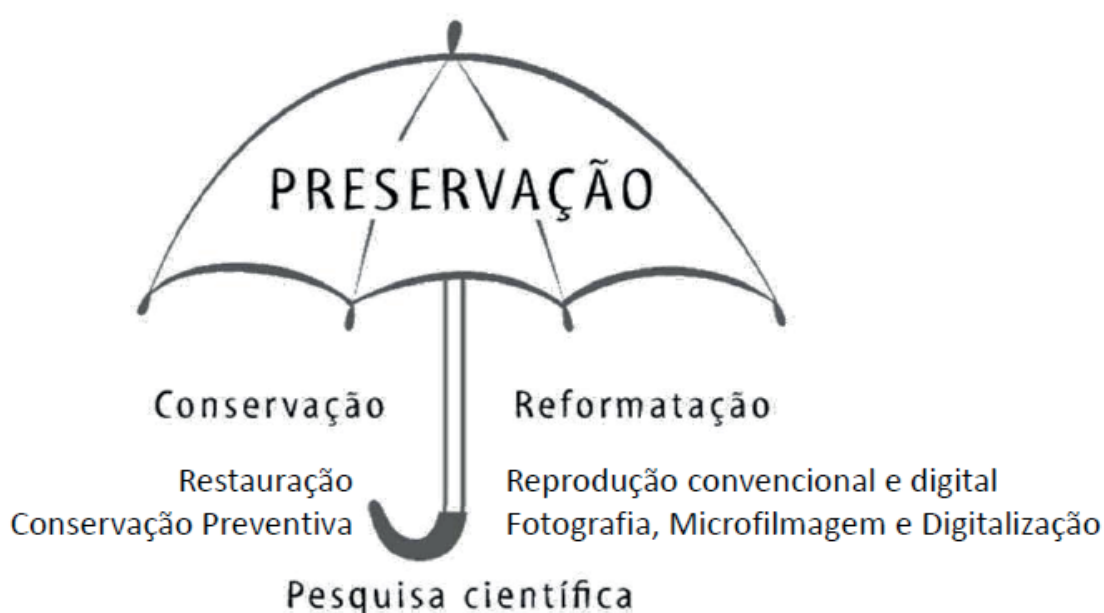 PRESERVAÇÃO
Conservação
Reformatação
Restauração
Conservação Preventiva
Reprodução convencional e digital
Fotografia, Microfilmagem e Digitalização
Pesquisa científica